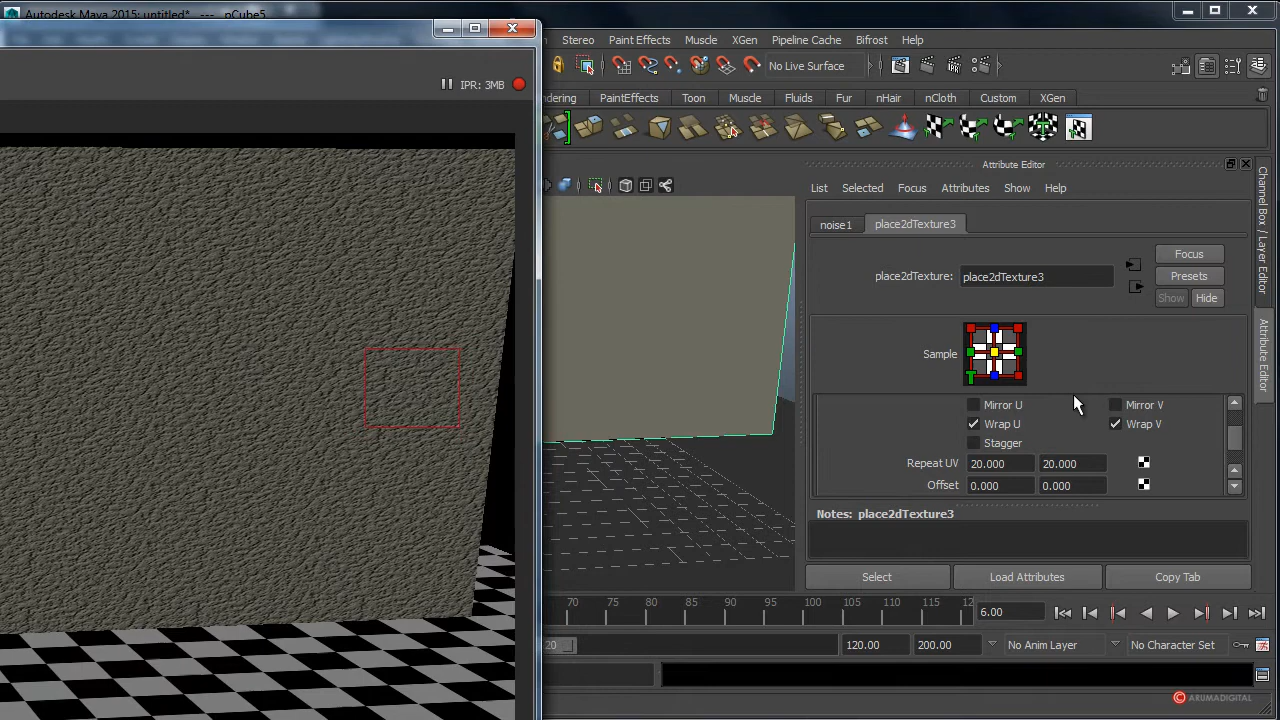 Autodesk Maya 2015: untitled* --- pCube5
Stereo Paint Effects Muscle XGen Pipeline Cache Bifrost Help
No Live Surface
IPR: 3MB
dering PaintEffects Toon Muscle Fluids Fur nHair nCloth Custom XGen
Attribute Editor
List Selected Focus Attributes Show Help
noise1 place2dTexture3
Focus
place2dTexture: place2dTexture3
Presets
Show Hide
Sample
Mirror U Mirror V
Wrap U Wrap V
Stagger
Repeat UV 20.000 20.000
Offset 0.000 0.000
Notes: place2dTexture3
Select Load Attributes Copy Tab
70 75 80 85 90 95 100 105 110 115 12 6.00
20 120.00 200.00 No Anim Layer No Character Set
Channel Box / Layer Editor
Attribute Editor
© ARUMADIGITAL